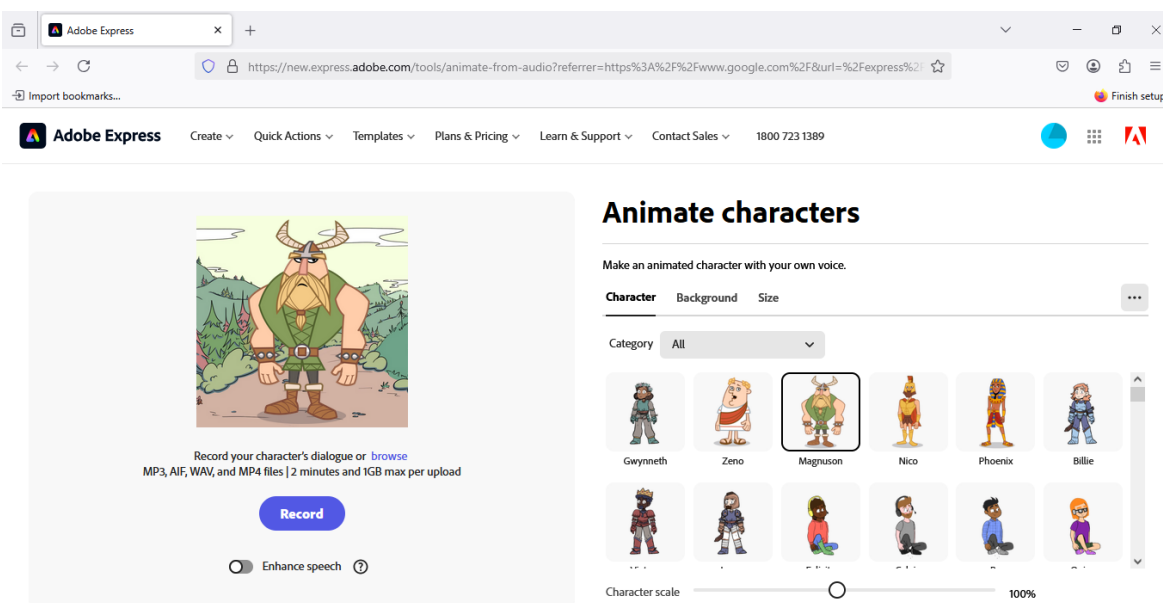 Adobe Express
https://new.express.adobe.com/tools/animate-from-audio?referrer=https%3A%2F%2Fwww.google.com%2F&url=%2Fexpress%2
Import bookmarks...
Finish setup
Adobe Express Create Quick Actions Templates Plans & Pricing Learn & Support Contact Sales 1800 723 1389
Animate characters
Make an animated character with your own voice.
Character Background Size
Category All
Gwynneth Zeno Magnuson Nico Phoenix Billie
Record your character's dialogue or browse
MP3, AIF, WAV, and MP4 files | 2 minutes and 1GB max per upload
Record
Enhance speech
Character scale 100%